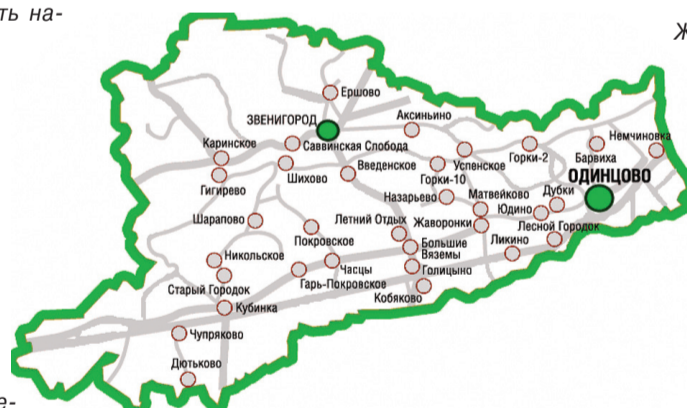 ть на-
Ж
Ершово
ЗВЕНИГОРОД
Аксиньино
Немчиновка
Каринское
Саввинская Слобода
Барвиха
Горки-2
Успенское
Введенское
Шихово
Горки-10
ОДИНЦОВО
Гигирево
Назарьево
Матвейково
Дубки
Юдино
Шарапово
Летний Отдых
Жаворонки
Лесной Городок
Покровское
Большие
Вяземы
Ликино
Никольское
Часцы
Голицыно
Старый Городок
Гарь-Покровское
Кобяково
Кубинка
Чупряково
Дютьково
е-